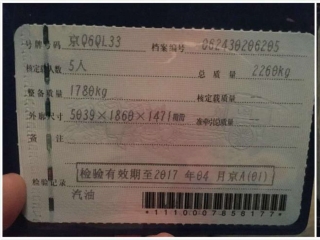 号牌号码 京Q6QL33 档案编号 062430206205
核定载人数 5人 总质量 2260kg
整备质量 1780kg 核定载质量
外廓尺寸 5039×1860×1471mm 准牵引总质量
备注
检验记录 检验有效期至2017年04月京A(01)
汽油
*1110007858177*